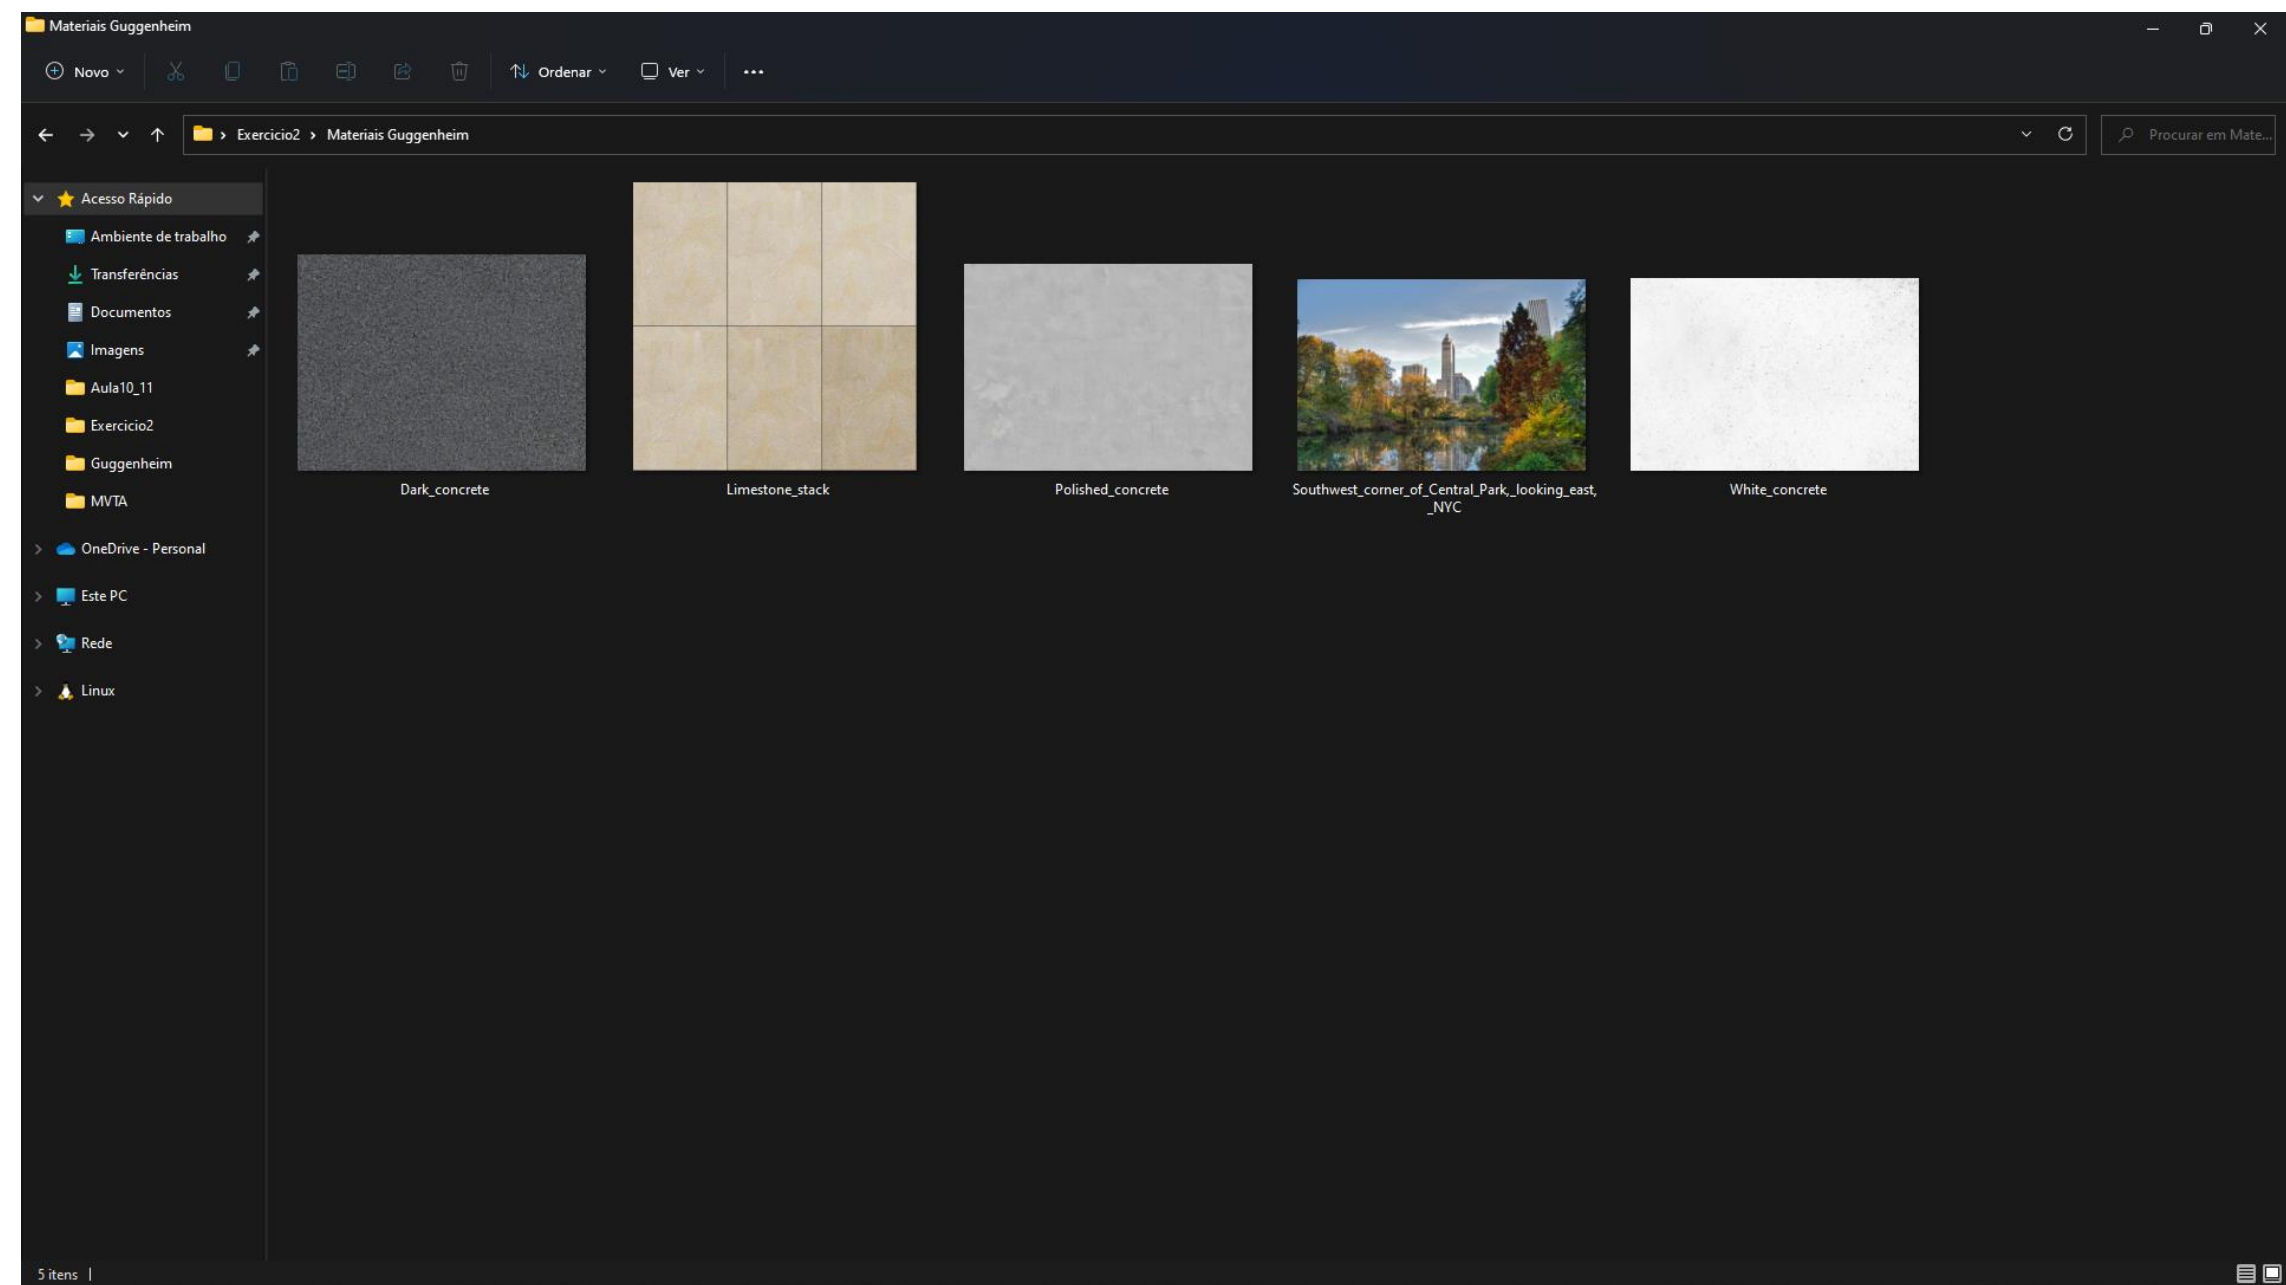 Materiais Guggenheim
Novo
Ordenar
Ver
Exercicio2 > Materiais Guggenheim
Procurar em Mate...
Acesso Rápido
Ambiente de trabalho
Transferências
Documentos
Imagens
Aula10_11
Exercicio2
Guggenheim
MVTA
OneDrive - Personal
Este PC
Rede
Linux
Dark_concrete
Limestone_stack
Polished_concrete
Southwest_corner_of_Central_Park,_looking_east,
_NYC
White_concrete
5 itens